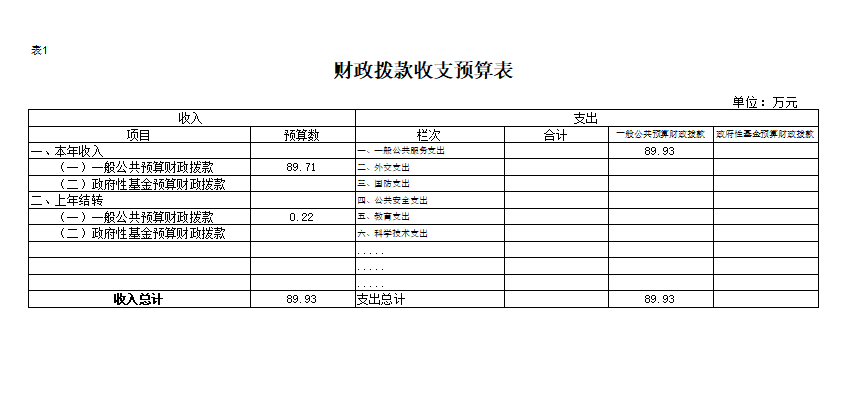 表1
财政拨款收支预算表
单位：万元
收入 支出
项目 预算数 栏次 合计 一般公共预算财政拨款 政府性基金预算财政拨款
一、本年收入 一、一般公共服务支出 89.93
（一）一般公共预算财政拨款 89.71 二、外交支出
（二）政府性基金预算财政拨款 三、国防支出
二、上年结转 四、公共安全支出
（一）一般公共预算财政拨款 0.22 五、教育支出
（二）政府性基金预算财政拨款 六、科学技术支出
.....
.....
.....
收入总计 89.93 支出总计 89.93